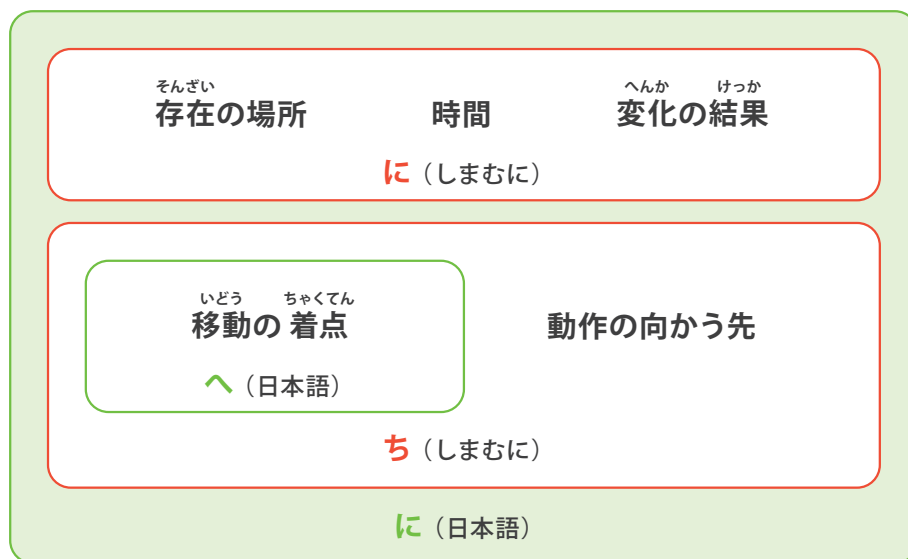 そんざい へんか けっか
存在の場所 時間 変化の結果
に（しまむに）
いどう ちゃくてん
移動の 着点 動作の向かう先
へ（日本語）
ち（しまむに）
に（日本語）